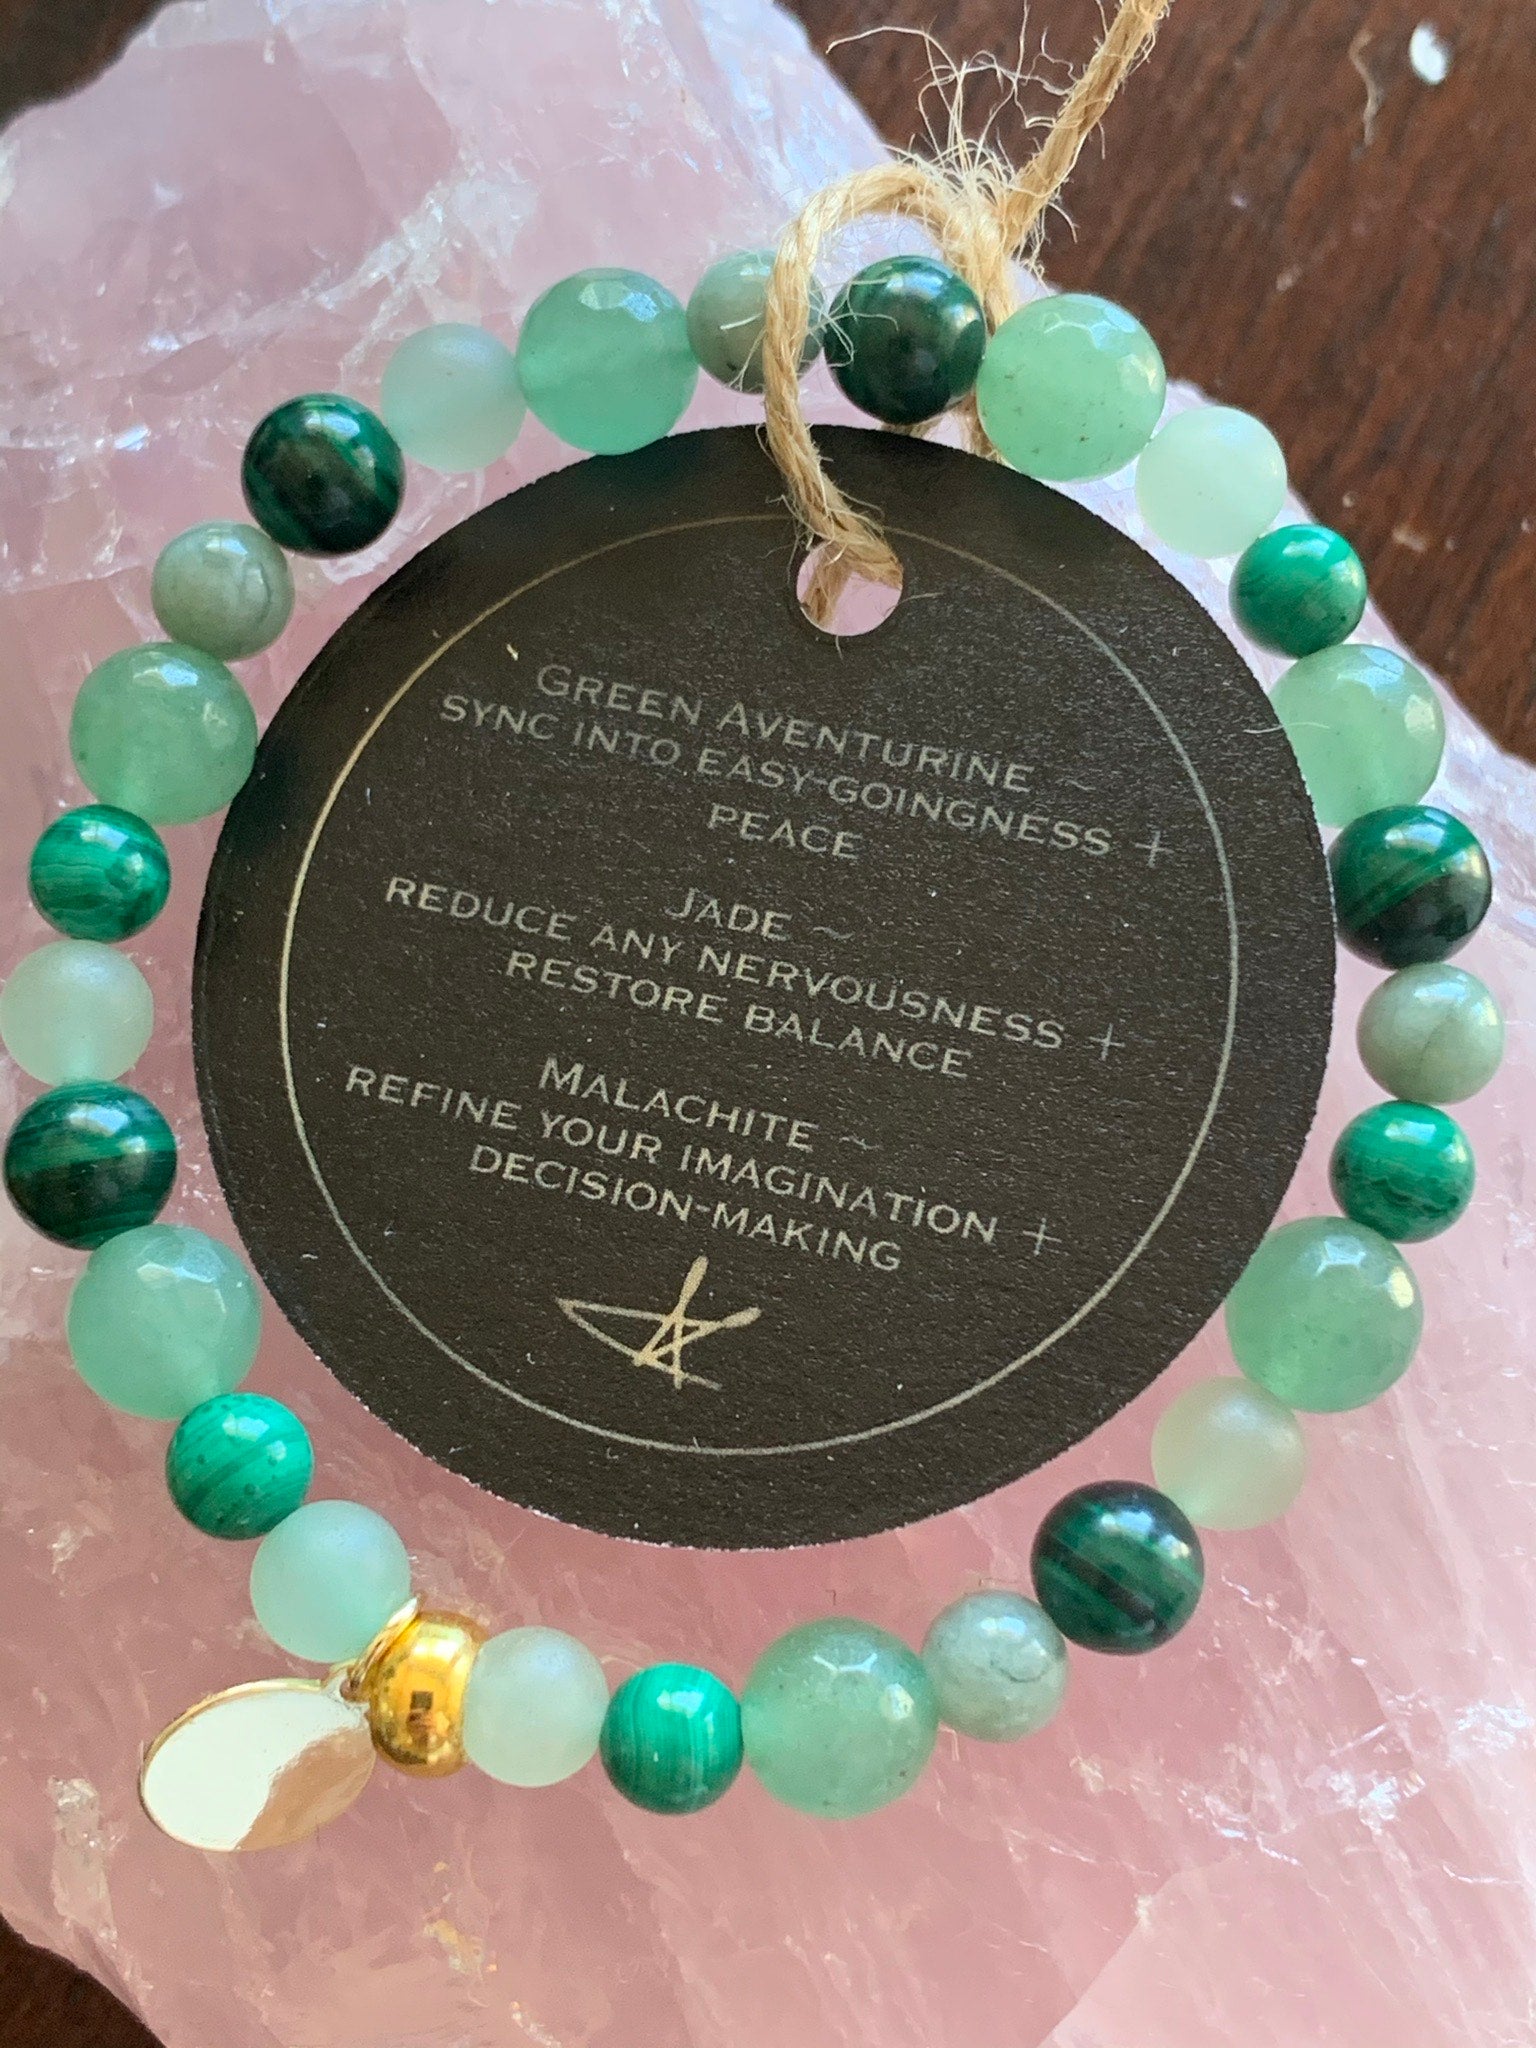 GREEN AVENTURINE ~
SYNC INTO EASY-GOINGNESS +
PEACE
JADE ~
REDUCE ANY NERVOUSNESS +
RESTORE BALANCE
MALACHITE ~
REFINE YOUR IMAGINATION +
DECISION-MAKING